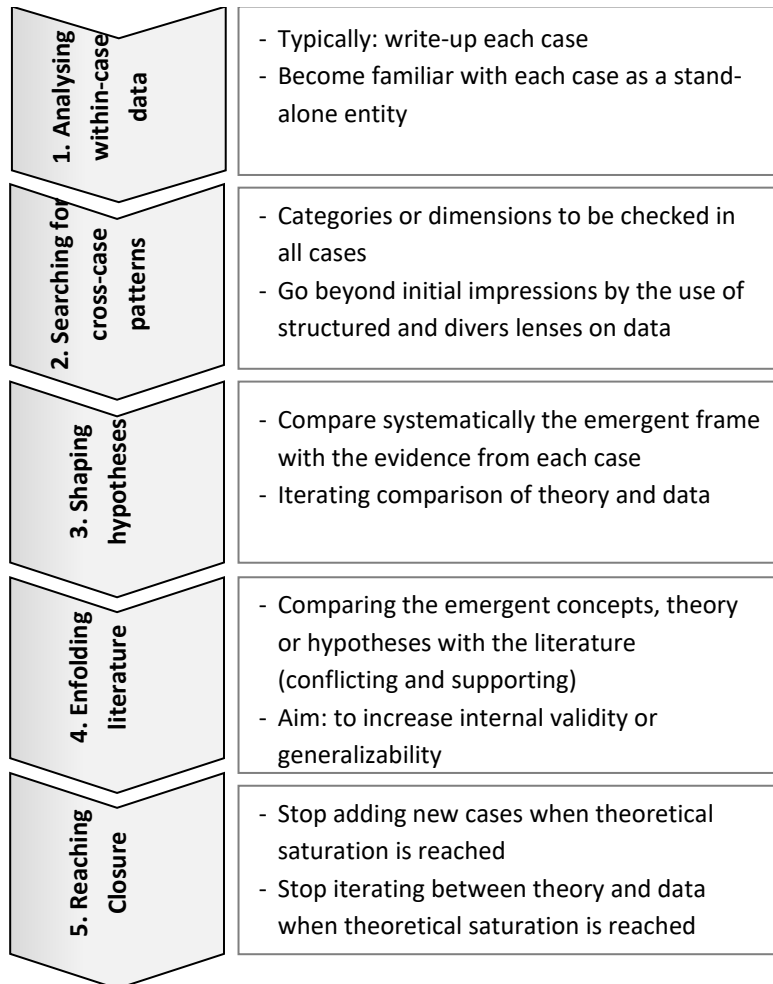 1. Analysing
within-case
data
- Typically: write-up each case
- Become familiar with each case as a stand-
alone entity
2. Searching for
cross-case
patterns
- Categories or dimensions to be checked in
all cases
- Go beyond initial impressions by the use of
structured and divers lenses on data
3. Shaping
hypotheses
- Compare systematically the emergent frame
with the evidence from each case
- Iterating comparison of theory and data
4. Enfolding
literature
- Comparing the emergent concepts, theory
or hypotheses with the literature
(conflicting and supporting)
- Aim: to increase internal validity or
generalizability
5. Reaching
Closure
- Stop adding new cases when theoretical
saturation is reached
- Stop iterating between theory and data
when theoretical saturation is reached